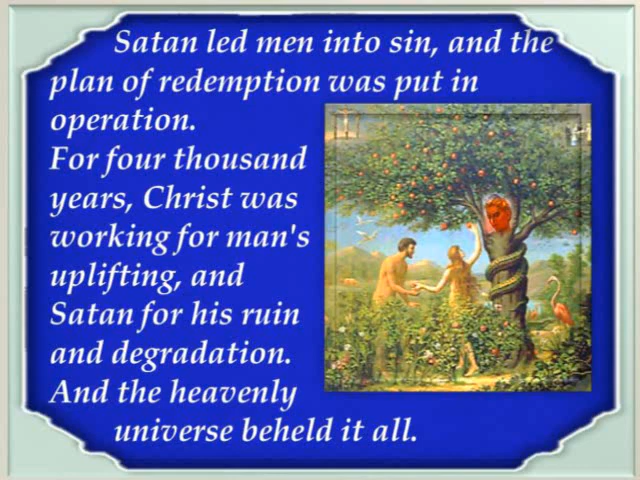 Satan led men into sin, and the
plan of redemption was put in
operation.
For four thousand
years, Christ was
working for man's
uplifting, and
Satan for his ruin
and degradation.
And the heavenly
universe beheld it all.